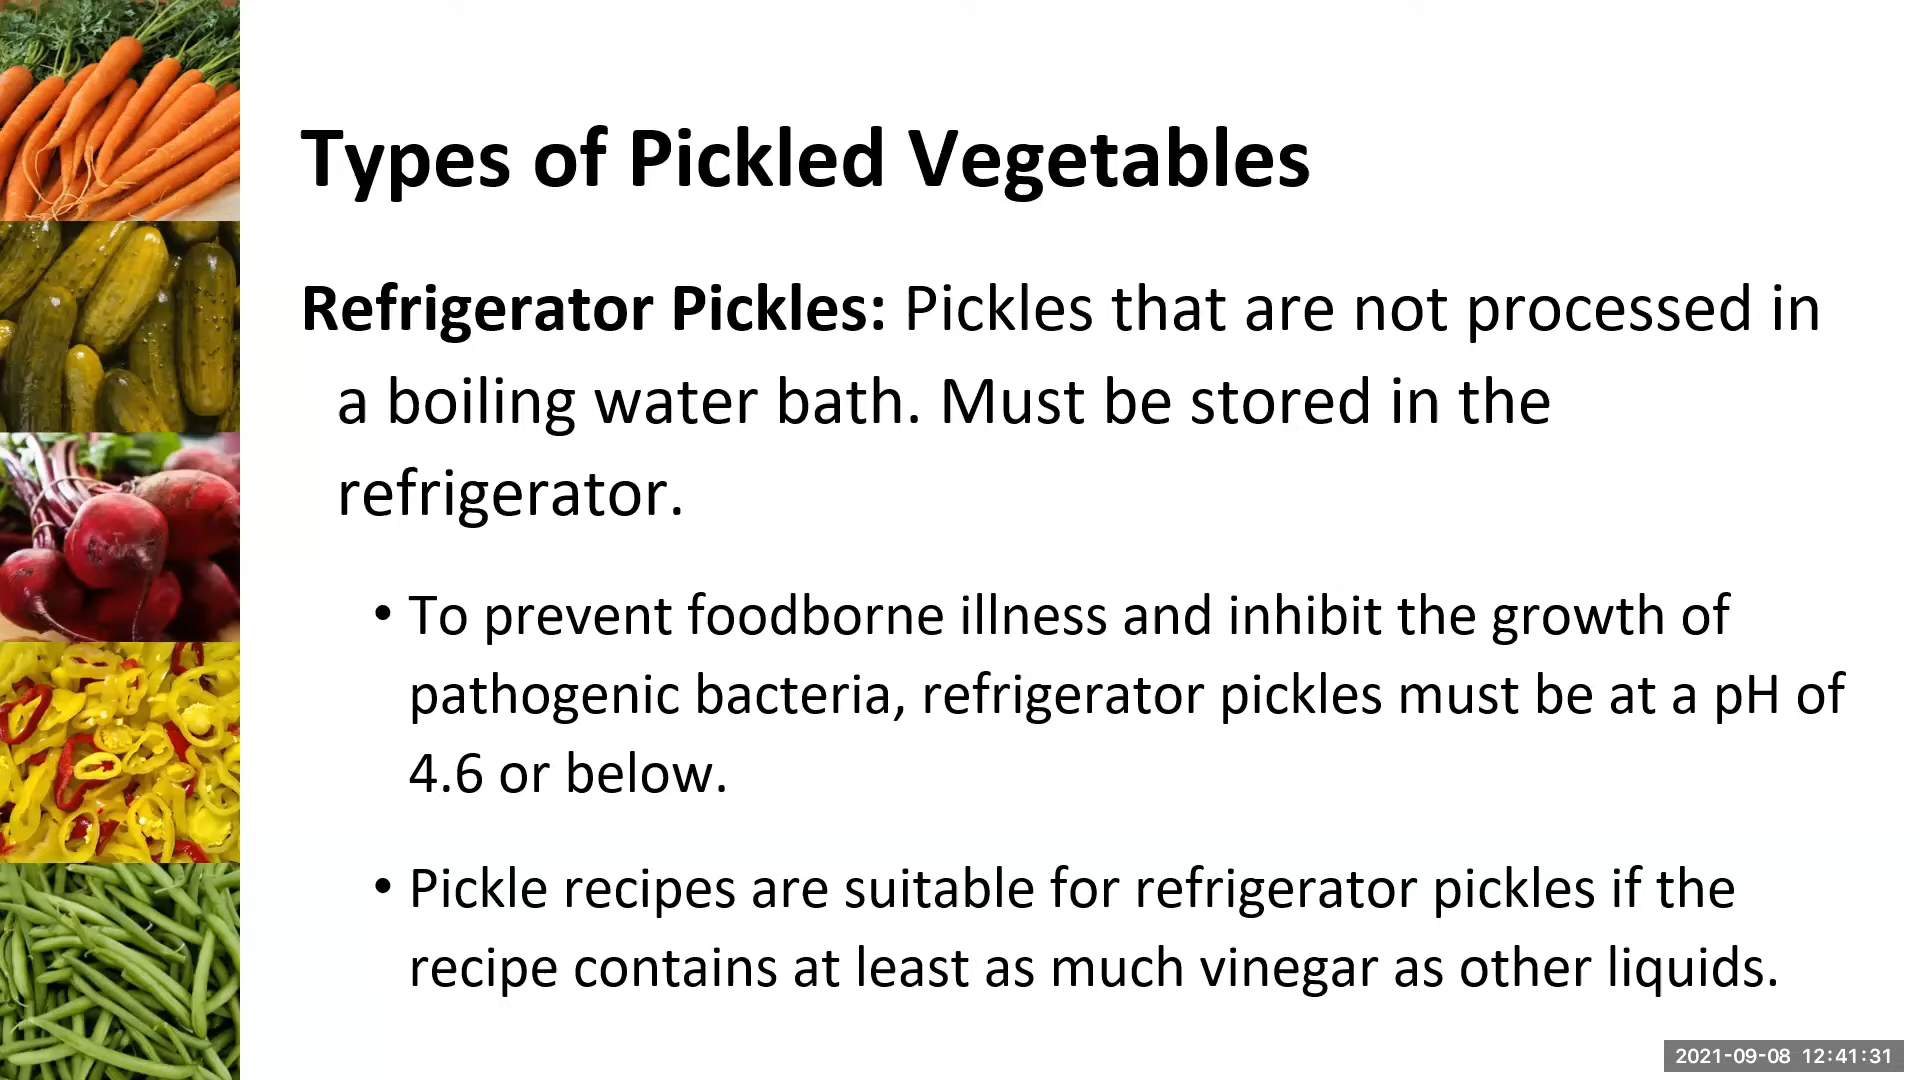 Types of Pickled Vegetables
Refrigerator Pickles: Pickles that are not processed in
a boiling water bath. Must be stored in the
refrigerator.
• To prevent foodborne illness and inhibit the growth of
pathogenic bacteria, refrigerator pickles must be at a pH of
4.6 or below.
• Pickle recipes are suitable for refrigerator pickles if the
recipe contains at least as much vinegar as other liquids.
2021-09-08 12:41:31